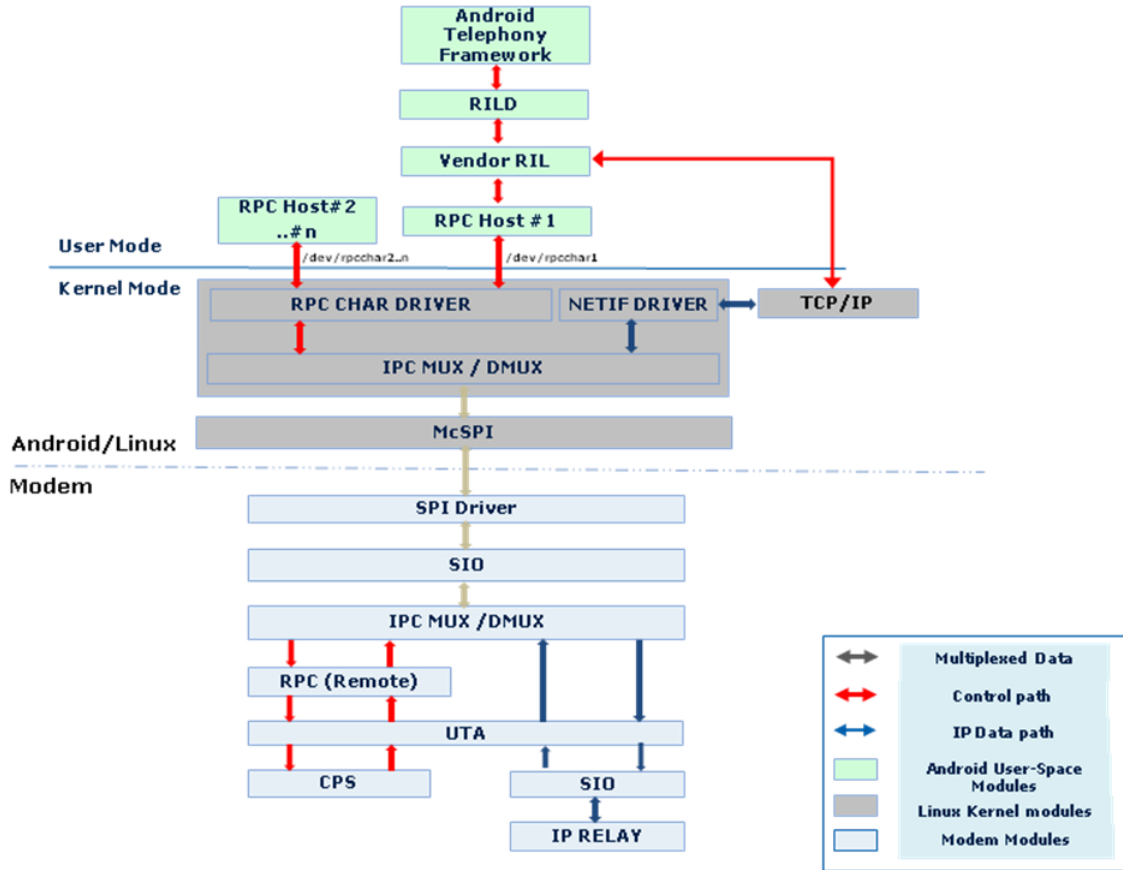 Android
Telephony
Framework
RILD
Vendor RIL
RPC Host# 2
..# n
RPC Host # 1
User Mode
/dev/rpcchar2..n
/dev/rpcchar1
Kernel Mode
RPC CHAR DRIVER
NETIF DRIVER
TCP/IP
IPC MUX / DMUX
McSPI
Android/Linux
Modem
SPI Driver
SIO
IPC MUX /DMUX
RPC (Remote)
UTA
CPS
SIO
IP RELAY
Multiplexed Data
Control path
IP Data path
Android User-Space
Modules
Linux Kernel modules
Modem Modules